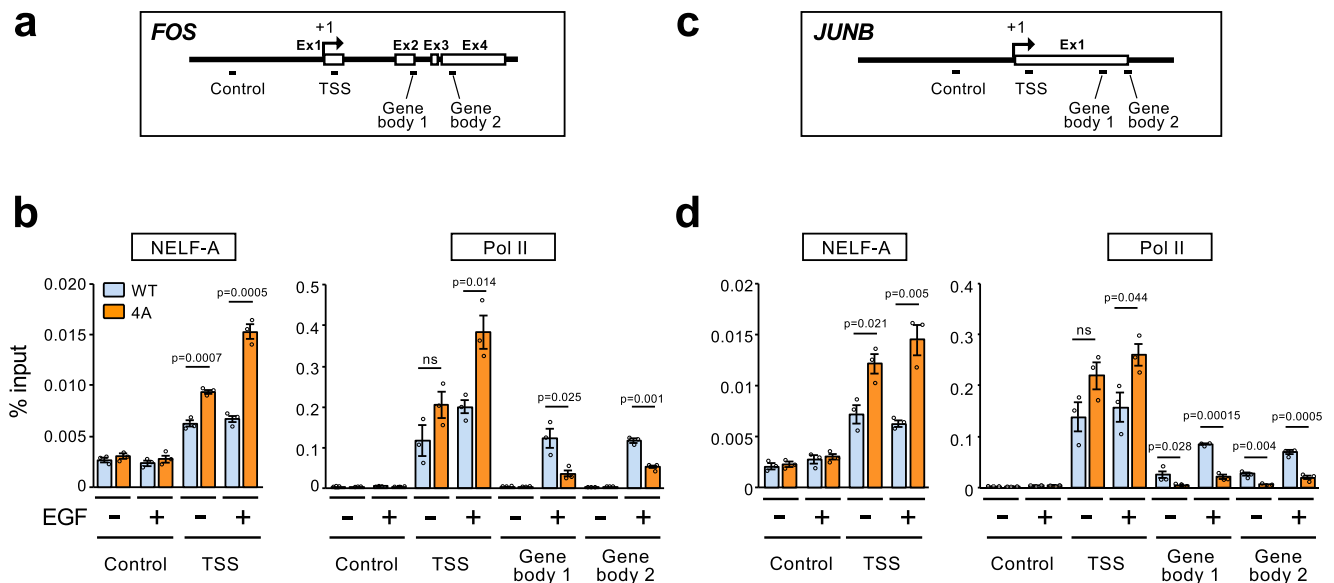 a
FOS
+1
Ex1 Ex2 Ex3 Ex4
Control TSS Gene body 1 Gene body 2
c
JUNB
+1
Ex1
Control TSS Gene body 1 Gene body 2
b
NELF-A
Pol II
% input
0.020
0.015
0.010
0.005
0
WT
4A
p=0.0007
p=0.0005
0.5
0.4
0.3
0.2
0.1
0
ns
p=0.014
p=0.025
p=0.001
EGF - + - + - + - + - + - +
Control TSS Control TSS Gene body 1 Gene body 2
d
NELF-A
Pol II
0.020
0.015
0.010
0.005
0
p=0.021
p=0.005
0.4
0.3
0.2
0.1
0
ns
p=0.044
p=0.028
p=0.00015
p=0.004
p=0.0005
- + - + - + - + - + - +
Control TSS Control TSS Gene body 1 Gene body 2